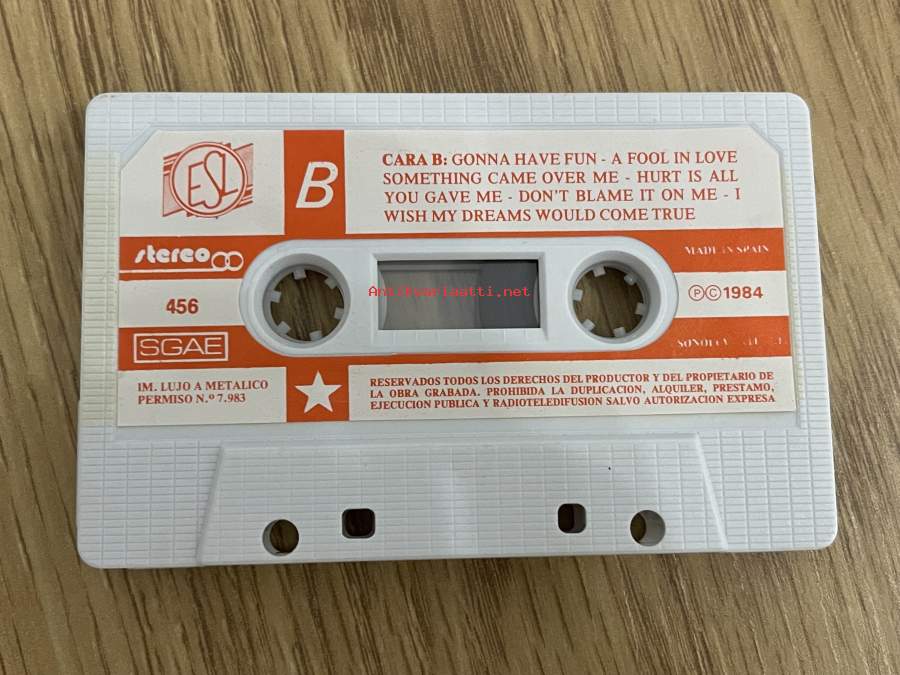 ESL
B
CARA B: GONNA HAVE FUN - A FOOL IN LOVE
SOMETHING CAME OVER ME - HURT IS ALL
YOU GAVE ME - DON'T BLAME IT ON ME - I
WISH MY DREAMS WOULD COME TRUE
stereo
MADE IN SPAIN
Antikvariaatti.net
456
Ⓟ©1984
SGAE
IM. LUJO A METALICO
PERMISO N.º 7.983
RESERVADOS TODOS LOS DERECHOS DEL PRODUCTOR Y DEL PROPIETARIO DE
LA OBRA GRABADA. PROHIBIDA LA DUPLICACION, ALQUILER, PRESTAMO,
EJECUCION PUBLICA Y RADIOTELEDIFUSION SALVO AUTORIZACION EXPRESA